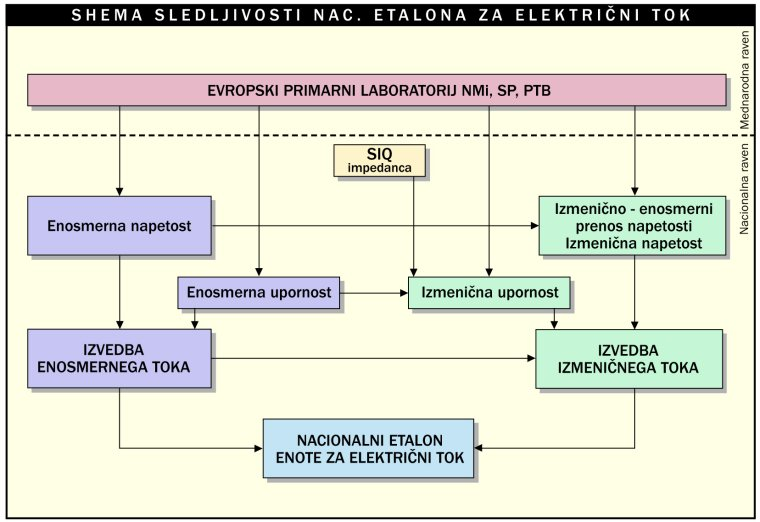 SHEMA SLEDLJIVOSTI NAC. ETALONA ZA ELEKTRIČNI TOK
Mednarodna raven
EVROPSKI PRIMARNI LABORATORIJ NMi, SP, PTB
Nacionalna raven
SIQ
impedanca
Enosmerna napetost
Izmenično - enosmerni
prenos napetosti
Izmenična napetost
Enosmerna upornost
Izmenična upornost
IZVEDBA
ENOSMERNEGA TOKA
IZVEDBA
IZMENIČNEGA TOKA
NACIONALNI ETALON
ENOTE ZA ELEKTRIČNI TOK